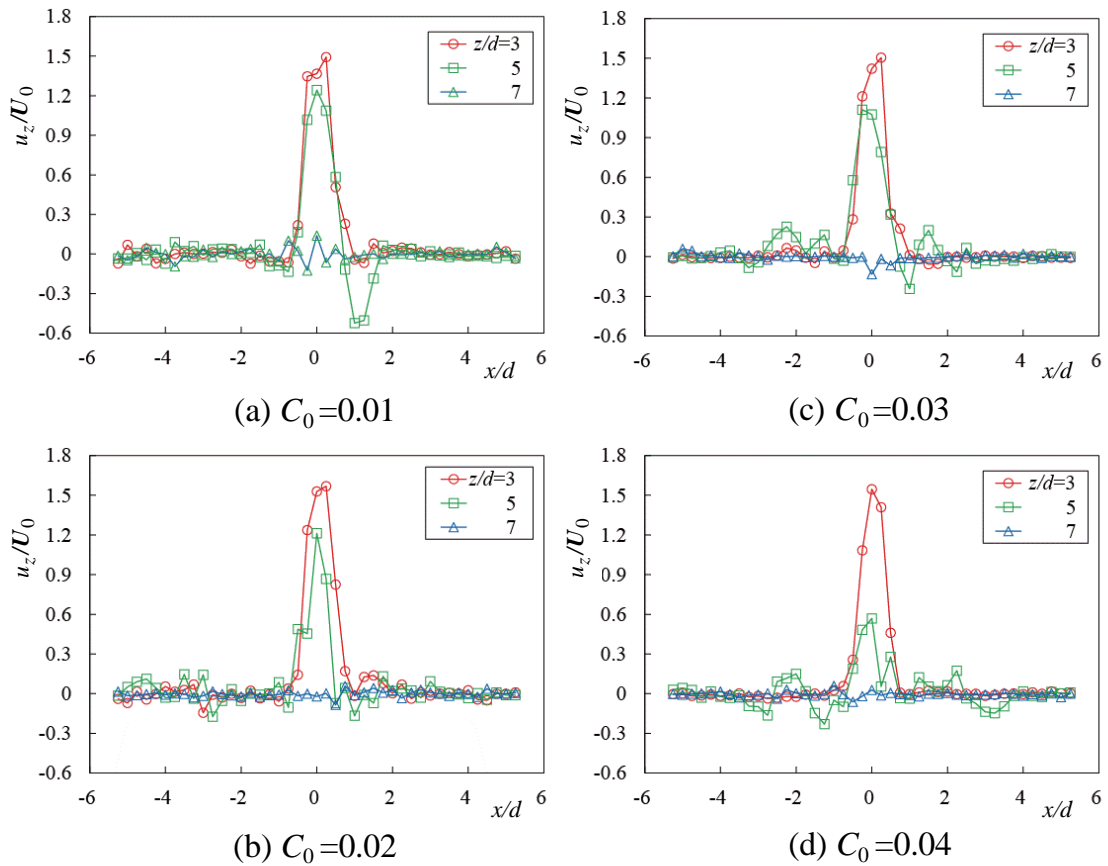 1.8
1.5
1.2
0.9
0.6
0.3
0
-0.3
-0.6
u_z/U_0
z/d=3
5
7
-6 -4 -2 0 2 4 6
x/d
(a) C_0=0.01
1.8
1.5
1.2
0.9
0.6
0.3
0
-0.3
-0.6
u_z/U_0
z/d=3
5
7
-6 -4 -2 0 2 4 6
x/d
(c) C_0=0.03
1.8
1.5
1.2
0.9
0.6
0.3
0
-0.3
-0.6
u_z/U_0
z/d=3
5
7
-6 -4 -2 0 2 4 6
x/d
(b) C_0=0.02
1.8
1.5
1.2
0.9
0.6
0.3
0
-0.3
-0.6
u_z/U_0
z/d=3
5
7
-6 -4 -2 0 2 4 6
x/d
(d) C_0=0.04